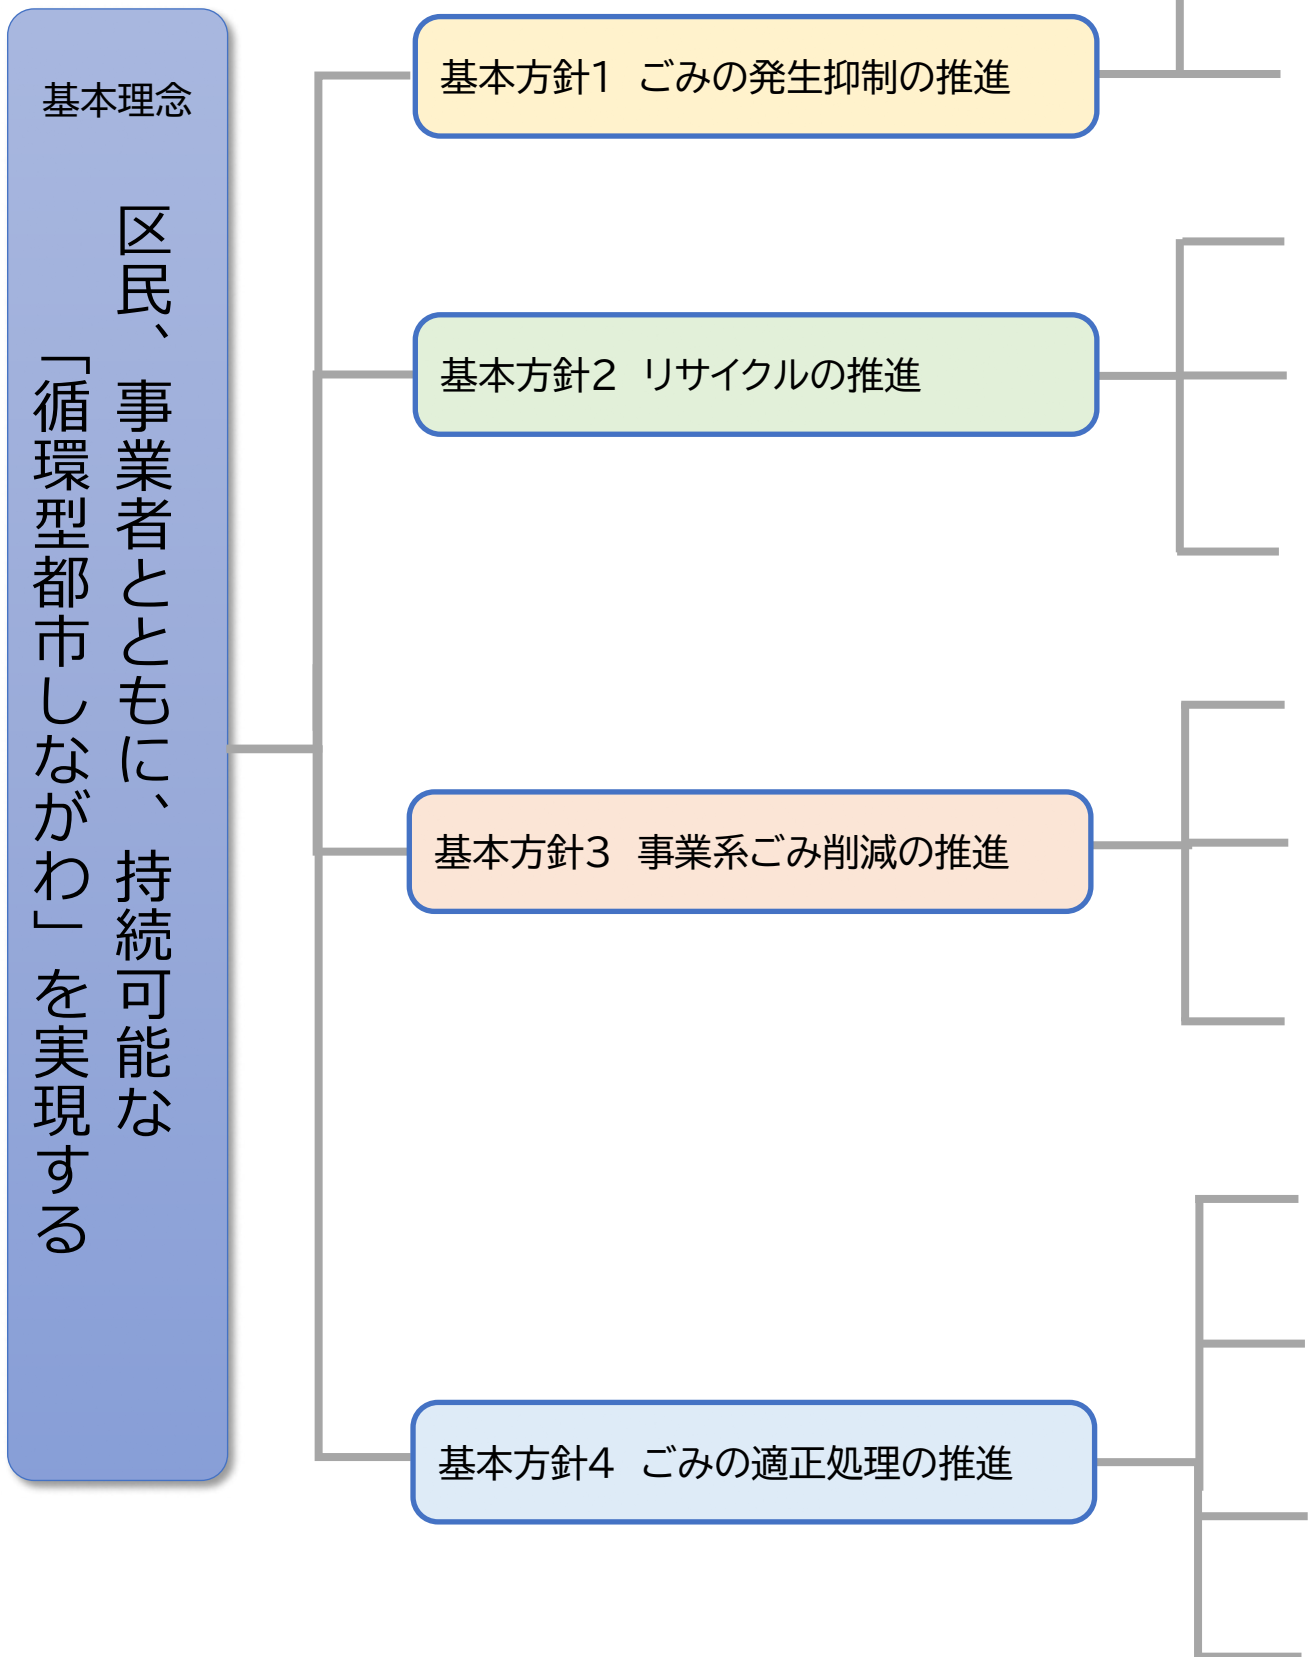 基本理念
区民、事業者とともに、持続可能な
「循環型都市しながわ」を実現する
基本方針1　ごみの発生抑制の推進
基本方針2　リサイクルの推進
基本方針3　事業系ごみ削減の推進
基本方針4　ごみの適正処理の推進